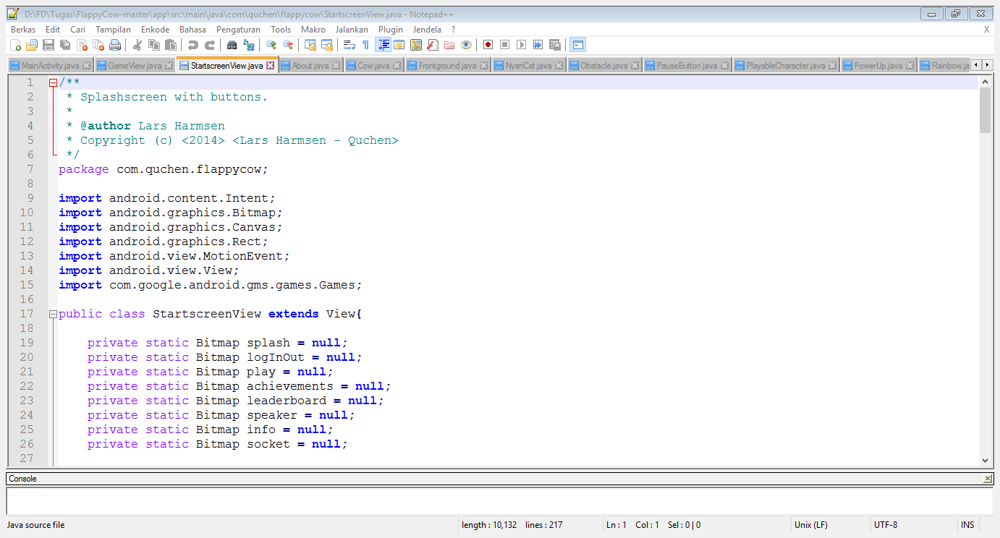 D:\FD\Tugas\FlappyCow-master\app\src\main\java\com\quchen\flappycow\StartscreenView.java - Notepad++
Berkas Edit Cari Tampilan Enkode Bahasa Pengaturan Tools Makro Jalankan Plugin Jendela ? X
MainActivity.java GameView.java StartscreenView.java About.java Cow.java Frontground.java NyanCat.java Obstacle.java PauseButton.java PlayableCharacter.java PowerUp.java Rainbow.ja
1 /**
2  * Splashscreen with buttons.
3  *
4  * @author Lars Harmsen
5  * Copyright (c) <2014> <Lars Harmsen - Quchen>
6  */
7 package com.quchen.flappycow;
8
9 import android.content.Intent;
10 import android.graphics.Bitmap;
11 import android.graphics.Canvas;
12 import android.graphics.Rect;
13 import android.view.MotionEvent;
14 import android.view.View;
15 import com.google.android.gms.games.Games;
16
17 public class StartscreenView extends View{
18
19     private static Bitmap splash = null;
20     private static Bitmap logInOut = null;
21     private static Bitmap play = null;
22     private static Bitmap achievements = null;
23     private static Bitmap leaderboard = null;
24     private static Bitmap speaker = null;
25     private static Bitmap info = null;
26     private static Bitmap socket = null;
27
Console
Java source file length : 10,132 lines : 217 Ln : 1 Col : 1 Sel : 0 | 0 Unix (LF) UTF-8 INS